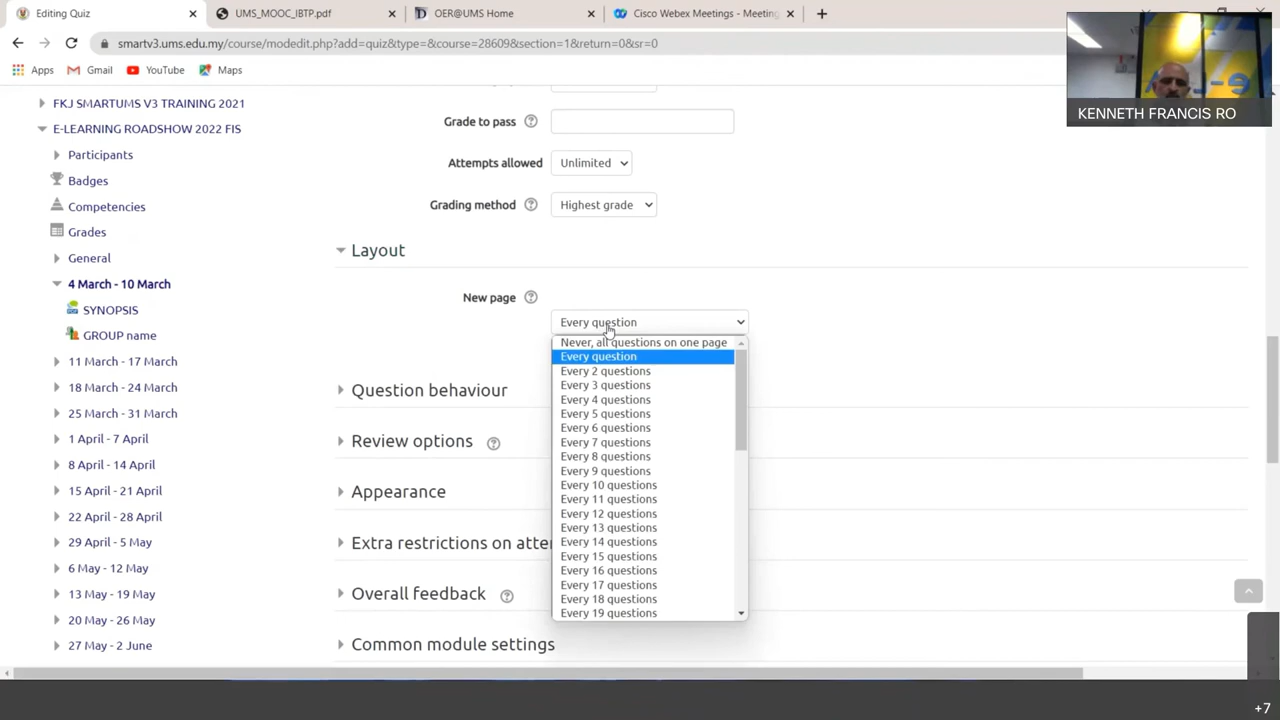 Editing Quiz
UMS_MOOC_IBTP.pdf
OER@UMS Home
Cisco Webex Meetings - Meeting
smartv3.ums.edu.my/course/modedit.php?add=quiz&type=&course=28609&section=1&return=0&sr=0
Apps
Gmail
YouTube
Maps
KENNETH FRANCIS RO
FKJ SMARTUMS V3 TRAINING 2021
E-LEARNING ROADSHOW 2022 FIS
Participants
Badges
Competencies
Grades
General
4 March - 10 March
SYNOPSIS
GROUP name
11 March - 17 March
18 March - 24 March
25 March - 31 March
1 April - 7 April
8 April - 14 April
15 April - 21 April
22 April - 28 April
29 April - 5 May
6 May - 12 May
13 May - 19 May
20 May - 26 May
27 May - 2 June
Grade to pass
Attempts allowed Unlimited
Grading method Highest grade
Layout
New page
Every question
Never, all questions on one page
Every question
Every 2 questions
Every 3 questions
Every 4 questions
Every 5 questions
Every 6 questions
Every 7 questions
Every 8 questions
Every 9 questions
Every 10 questions
Every 11 questions
Every 12 questions
Every 13 questions
Every 14 questions
Every 15 questions
Every 16 questions
Every 17 questions
Every 18 questions
Every 19 questions
Question behaviour
Review options
Appearance
Extra restrictions on atte
Overall feedback
Common module settings
+7